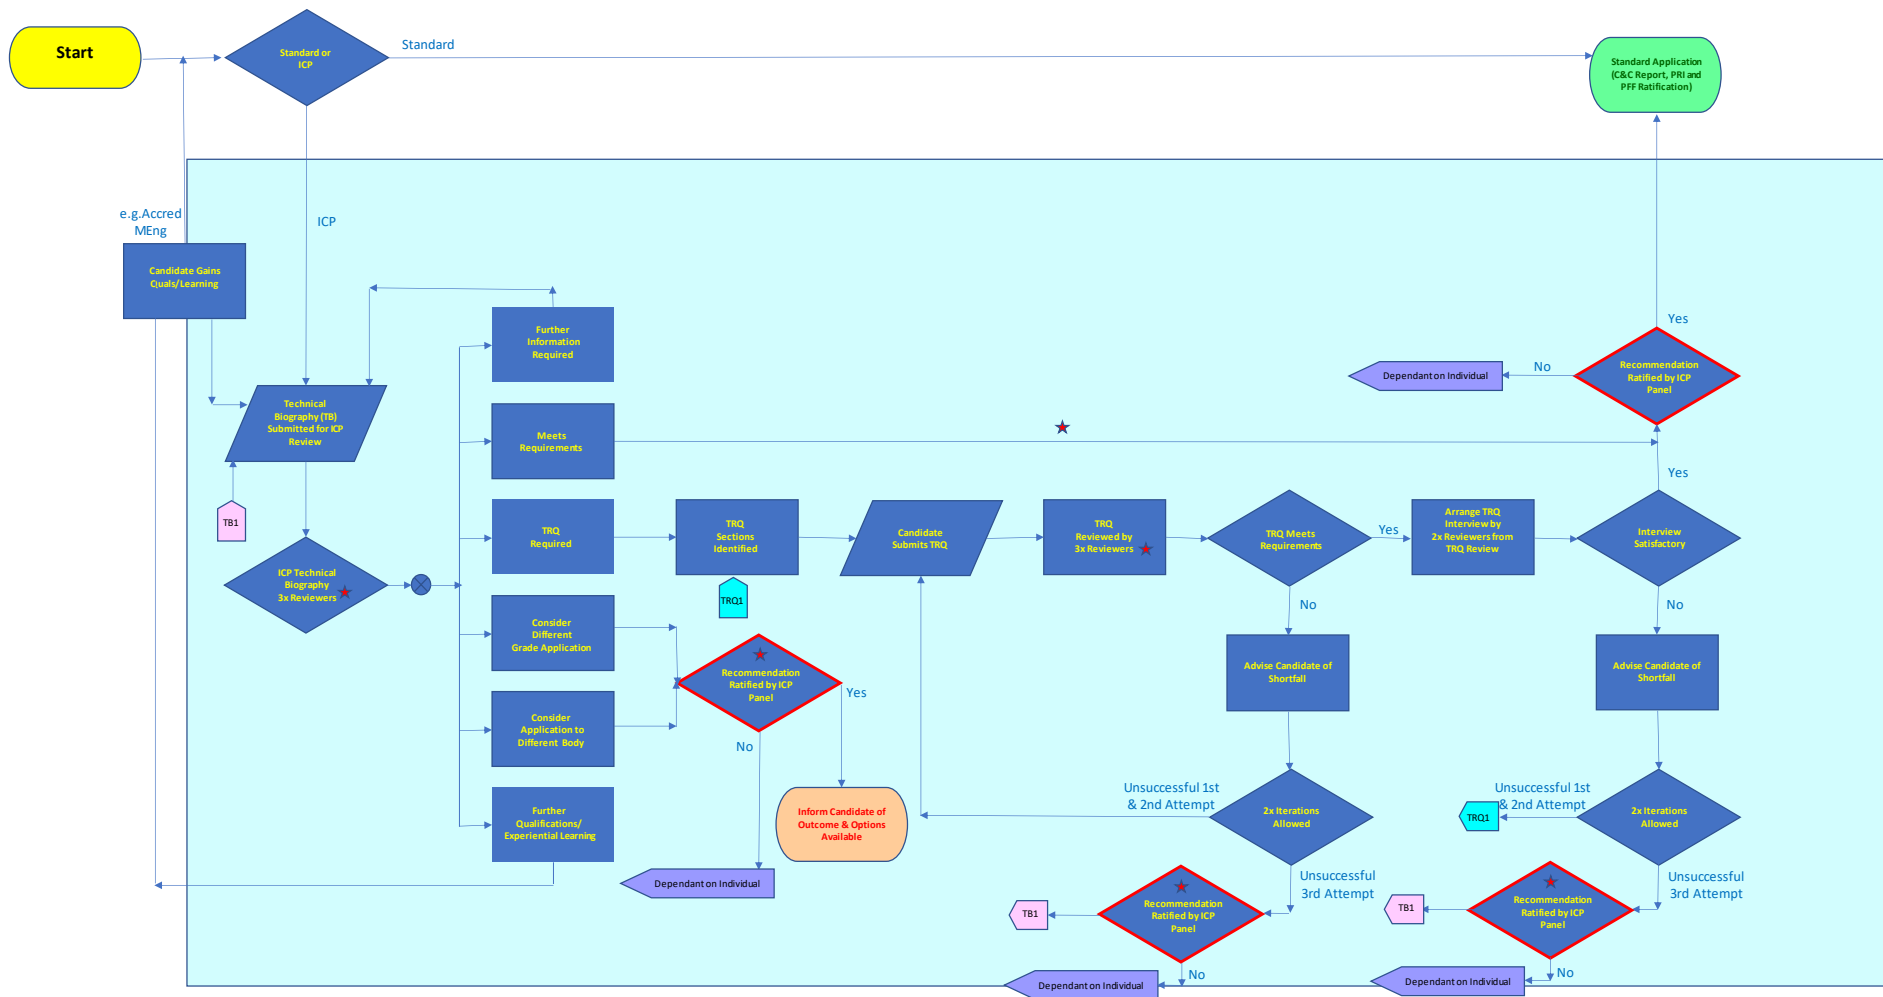 Start
Standard or
ICP
Standard
Standard Application
(C&C Report, PRI and
PFF Ratification)
e.g.Accred
MEng
ICP
Candidate Gains
Quals/Learning
Further
Information
Required
Yes
Recommendation
Ratified by ICP
Panel
No
Dependant on Individual
Technical
Biography (TB)
Submitted for ICP
Review
Meets
Requirements
Yes
TB1
TRQ
Required
TRQ
Sections
Identified
Candidate
Submits TRQ
TRQ
Reviewed by
3x Reviewers
TRQ Meets
Requirements
Yes
Arrange TRQ
Interview by
2x Reviewers from
TRQ Review
Interview
Satisfactory
ICP Technical
Biography
3x Reviewers
TRQ1
No
No
Consider
Different
Grade Application
Recommendation
Ratified by ICP
Panel
Yes
No
Advise Candidate of
Shortfall
Advise Candidate of
Shortfall
Consider
Application to
Different Body
Further
Qualifications/
Experiential Learning
Inform Candidate of
Outcome & Options
Available
Unsuccessful 1st
& 2nd Attempt
2x Iterations
Allowed
Unsuccessful 1st
& 2nd Attempt
TRQ1
2x Iterations
Allowed
Dependant on Individual
Unsuccessful
3rd Attempt
Unsuccessful
3rd Attempt
TB1
Recommendation
Ratified by ICP
Panel
TB1
Recommendation
Ratified by ICP
Panel
No
Dependant on Individual
No
Dependant on Individual